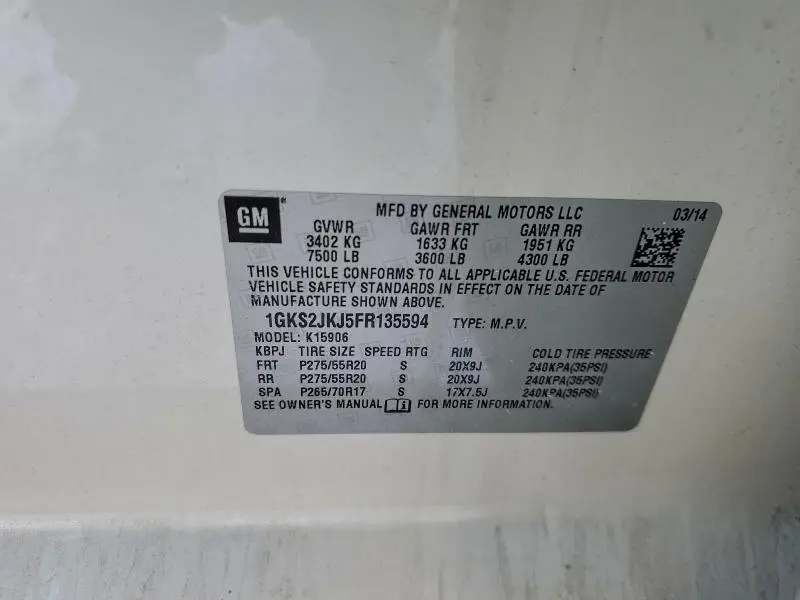 GM
MFD BY GENERAL MOTORS LLC 03/14
GVWR GAWR FRT GAWR RR
3402 KG 1633 KG 1951 KG
7500 LB 3600 LB 4300 LB
THIS VEHICLE CONFORMS TO ALL APPLICABLE U.S. FEDERAL MOTOR
VEHICLE SAFETY STANDARDS IN EFFECT ON THE DATE OF
MANUFACTURE SHOWN ABOVE.
1GKS2JKJ5FR135594 TYPE: M.P.V.
MODEL: K15906
KBPJ TIRE SIZE SPEED RTG RIM COLD TIRE PRESSURE
FRT P275/55R20 S 20X9J 240KPA(35PSI)
RR P275/55R20 S 20X9J 240KPA(35PSI)
SPA P265/70R17 S 17X7.5J 240KPA(35PSI)
SEE OWNER'S MANUAL FOR MORE INFORMATION.